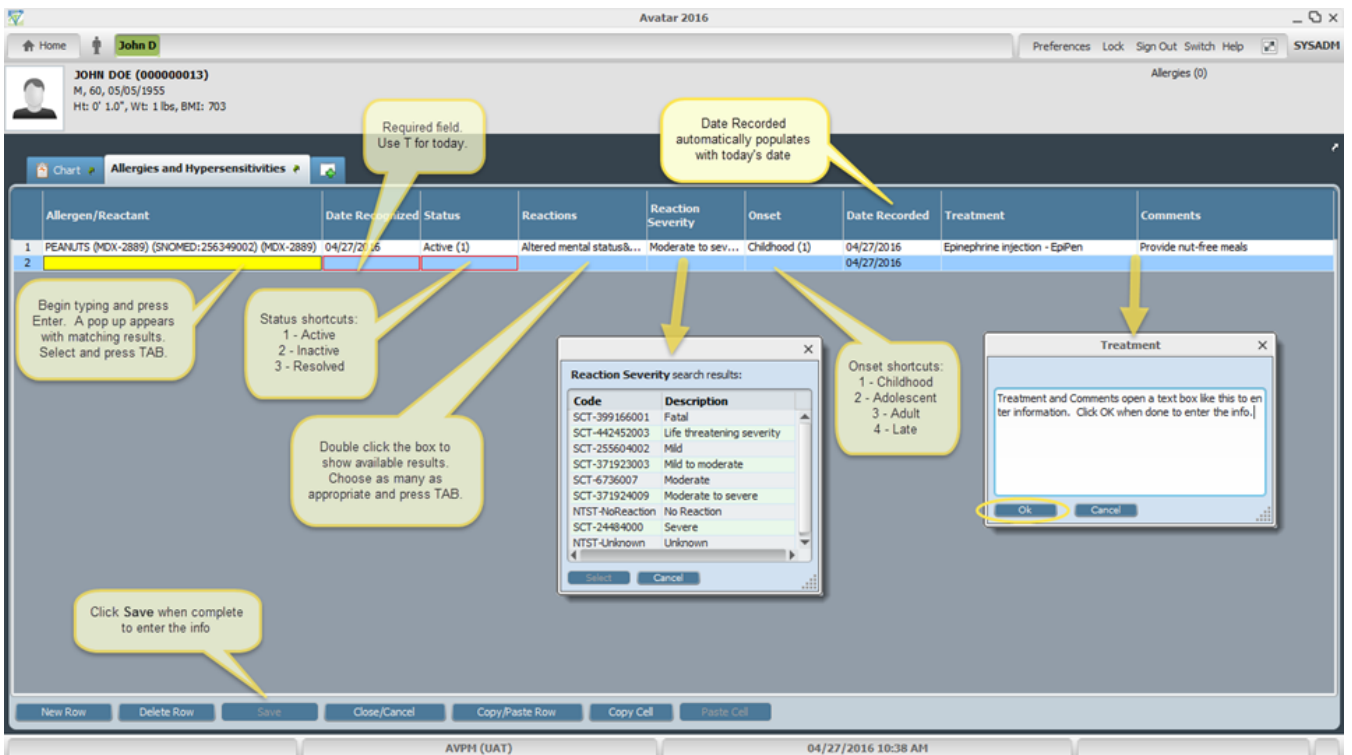 Avatar 2016
Home
John D
Preferences Lock Sign Out Switch Help
SYSADM
JOHN DOE (000000013)
M, 60, 05/05/1955
Ht: 0' 1.0", Wt: 1 lbs, BMI: 703
Allergies (0)
Required field.
Use T for today.
Date Recorded
automatically populates
with today's date
Chart
Allergies and Hypersensitivities
Allergen/Reactant Date Recognized Status Reactions Reaction Severity Onset Date Recorded Treatment Comments
1 PEANUTS (MDX-2889) (SNOMED:256349002) (MDX-2889) 04/27/2016 Active (1) Altered mental status&... Moderate to sev... Childhood (1) 04/27/2016 Epinephrine injection - EpiPen Provide nut-free meals
2 04/27/2016
Begin typing and press
Enter. A pop up appears
with matching results.
Select and press TAB.
Status shortcuts:
1 - Active
2 - Inactive
3 - Resolved
Double click the box to
show available results.
Choose as many as
appropriate and press TAB.
Reaction Severity search results:
Code Description
SCT-399166001 Fatal
SCT-442452003 Life threatening severity
SCT-255604002 Mild
SCT-371923003 Mild to moderate
SCT-6736007 Moderate
SCT-371924009 Moderate to severe
NTST-NoReaction No Reaction
SCT-24484000 Severe
NTST-Unknown Unknown
Select Cancel
Onset shortcuts:
1 - Childhood
2 - Adolescent
3 - Adult
4 - Late
Treatment
Treatment and Comments open a text box like this to en
ter information. Click OK when done to enter the info.
Ok Cancel
Click Save when complete
to enter the info
New Row Delete Row Save Close/Cancel Copy/Paste Row Copy Cell Paste Cell
AVPM (UAT) 04/27/2016 10:38 AM